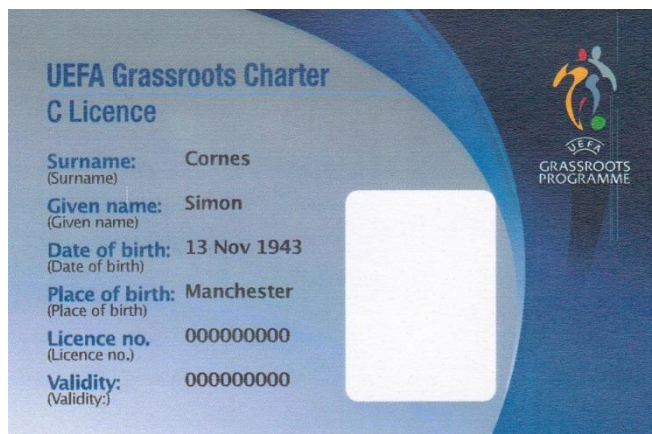 UEFA Grassroots Charter
C Licence
Surname: Cornes
(Surname)
Given name: Simon
(Given name)
Date of birth: 13 Nov 1943
(Date of birth)
Place of birth: Manchester
(Place of birth)
Licence no. 000000000
(Licence no.)
Validity: 000000000
(Validity:)
UEFA
GRASSROOTS
PROGRAMME